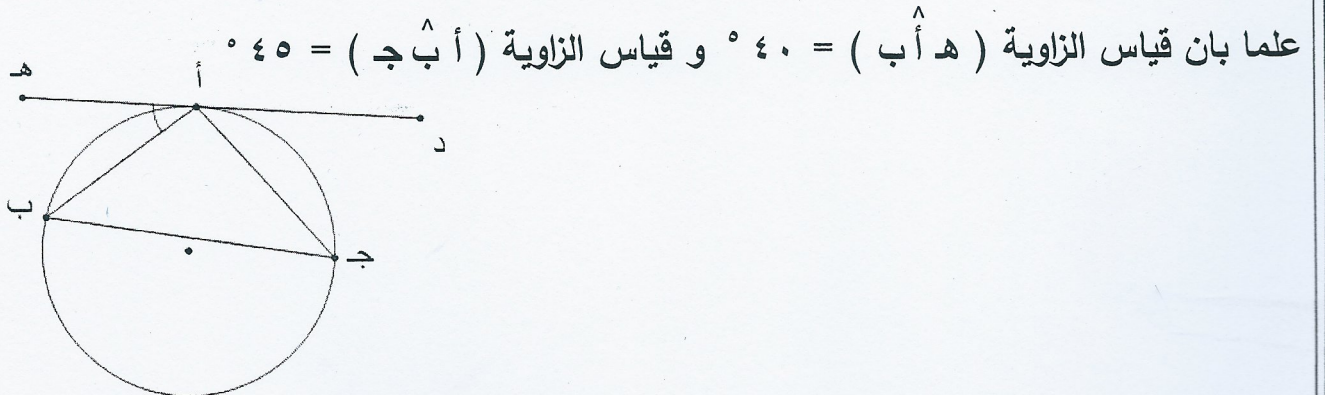 علما بان قياس الزاوية ( هـ أ̂ ب ) = ٤٠ ° و قياس الزاوية ( أ ب̂ جـ ) = ٤٥ °
هـ
أ
د
ب
جـ